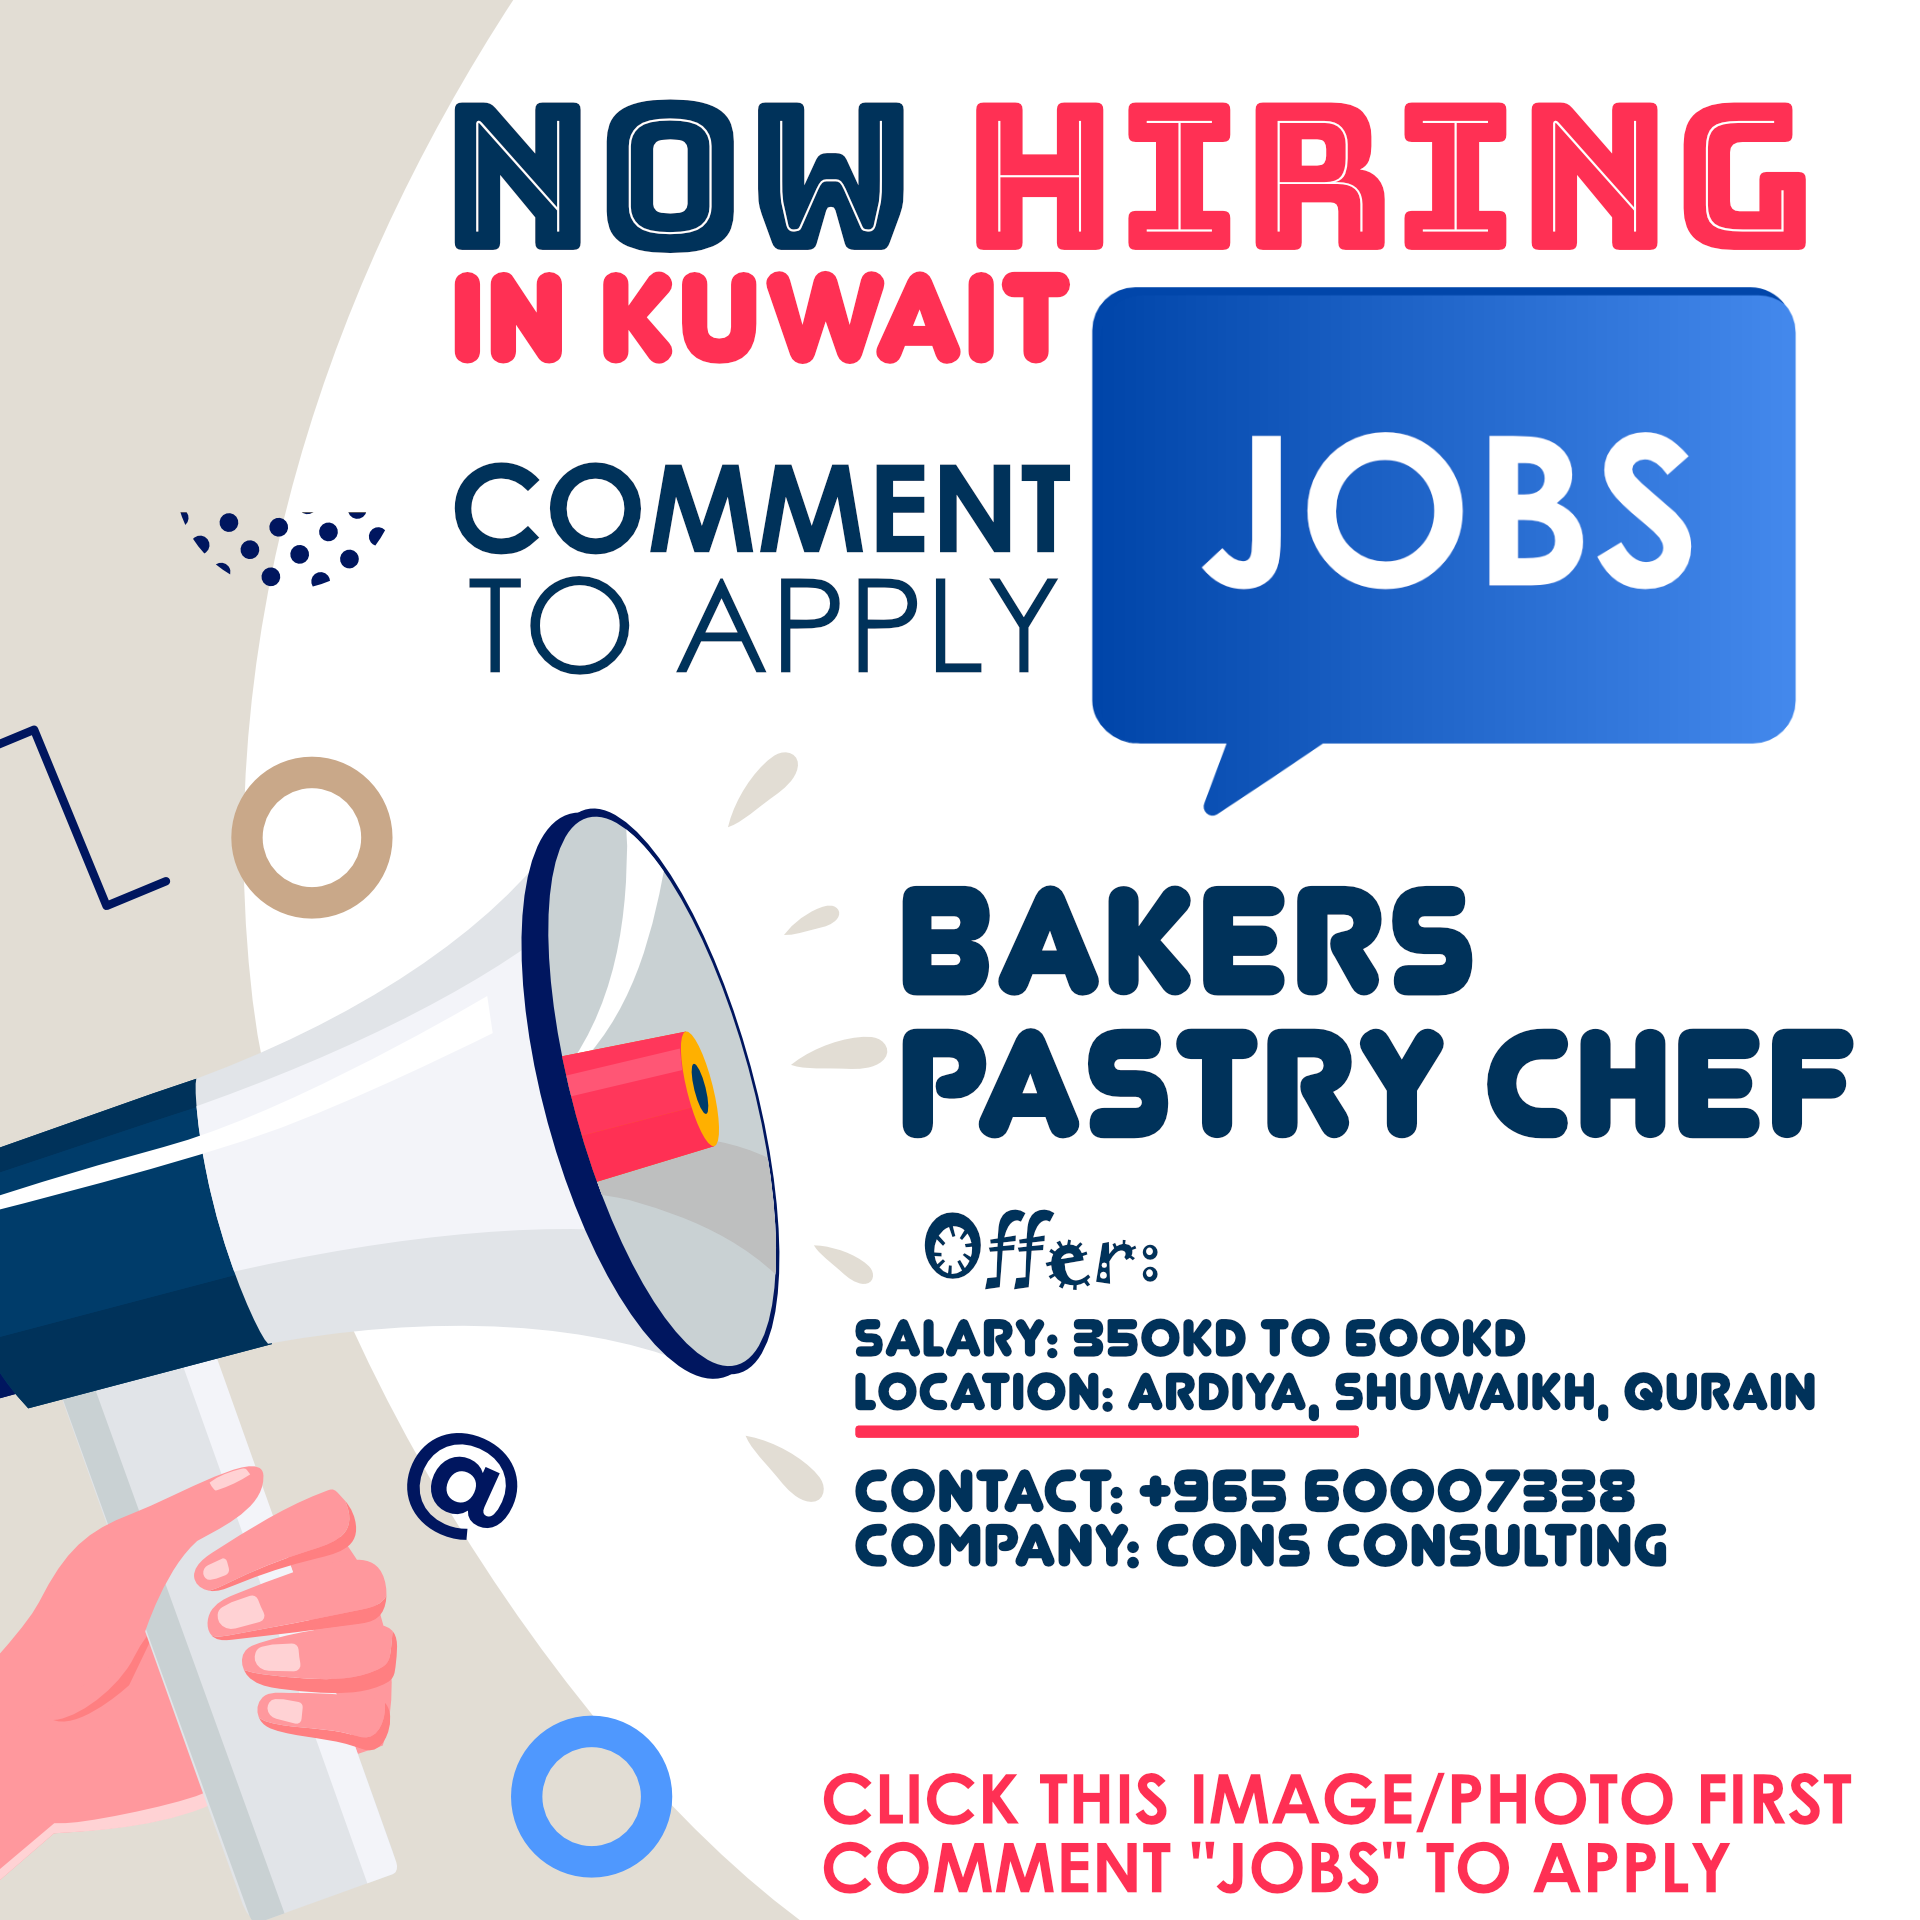 NOW HIRING
IN KUWAIT
COMMENT
TO APPLY
JOBS
BAKERS
PASTRY CHEF
Offer:
SALARY: 350KD TO 600KD
LOCATION: ARDIYA, SHUWAIKH, QURAIN
@
CONTACT: +965 60007338
COMPANY: CONS CONSULTING
CLICK THIS IMAGE/PHOTO FIRST
COMMENT "JOBS" TO APPLY